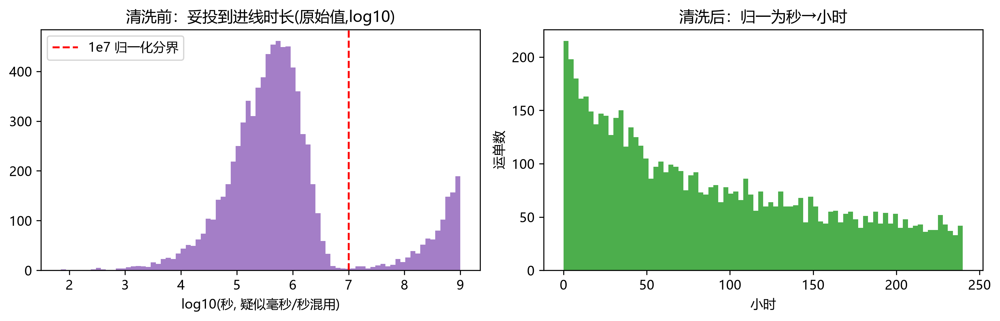 清洗前：妥投到进线时长(原始值,log10)
1e7 归一化分界
400
300
200
100
0
2 3 4 5 6 7 8 9
log10(秒, 疑似毫秒/秒混用)
清洗后：归一为秒→小时
运单数
200
150
100
50
0
0 50 100 150 200 250
小时